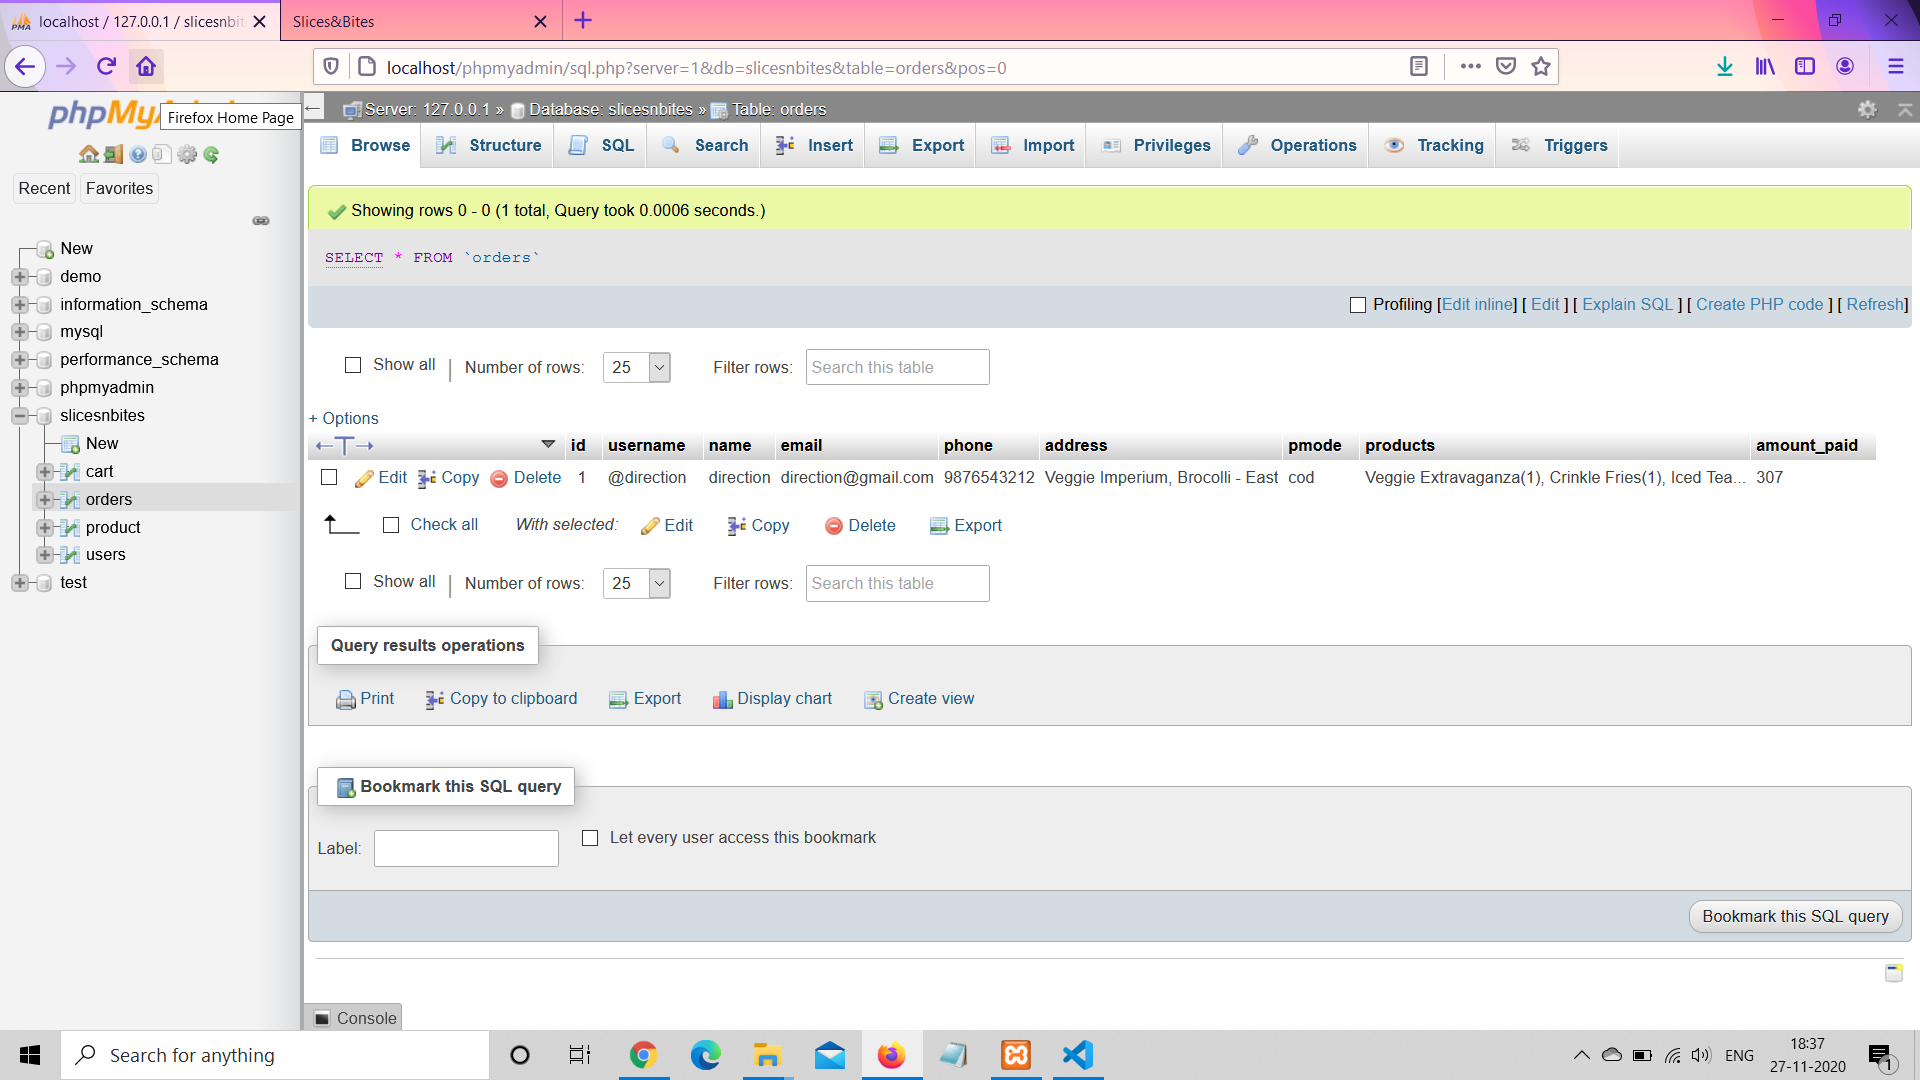 localhost / 127.0.0.1 / slicesnbit
Slices&Bites
localhost/phpmyadmin/sql.php?server=1&db=slicesnbites&table=orders&pos=0
phpMyA
Firefox Home Page
Server: 127.0.0.1 » Database: slicesnbites » Table: orders
Browse Structure SQL Search Insert Export Import Privileges Operations Tracking Triggers
Recent Favorites
New
demo
information_schema
mysql
performance_schema
phpmyadmin
slicesnbites
New
cart
orders
product
users
test
Showing rows 0 - 0 (1 total, Query took 0.0006 seconds.)
SELECT * FROM `orders`
Profiling [Edit inline] [ Edit ] [ Explain SQL ] [ Create PHP code ] [ Refresh]
Show all | Number of rows: 25 Filter rows: Search this table
+ Options
←T→ id username name email phone address pmode products amount_paid
Edit Copy Delete 1 @direction direction direction@gmail.com 9876543212 Veggie Imperium, Brocolli - East cod Veggie Extravaganza(1), Crinkle Fries(1), Iced Tea... 307
Check all With selected: Edit Copy Delete Export
Show all | Number of rows: 25 Filter rows: Search this table
Query results operations
Print Copy to clipboard Export Display chart Create view
Bookmark this SQL query
Label: Let every user access this bookmark
Bookmark this SQL query
Console
Search for anything
ENG
18:37
27-11-2020
1